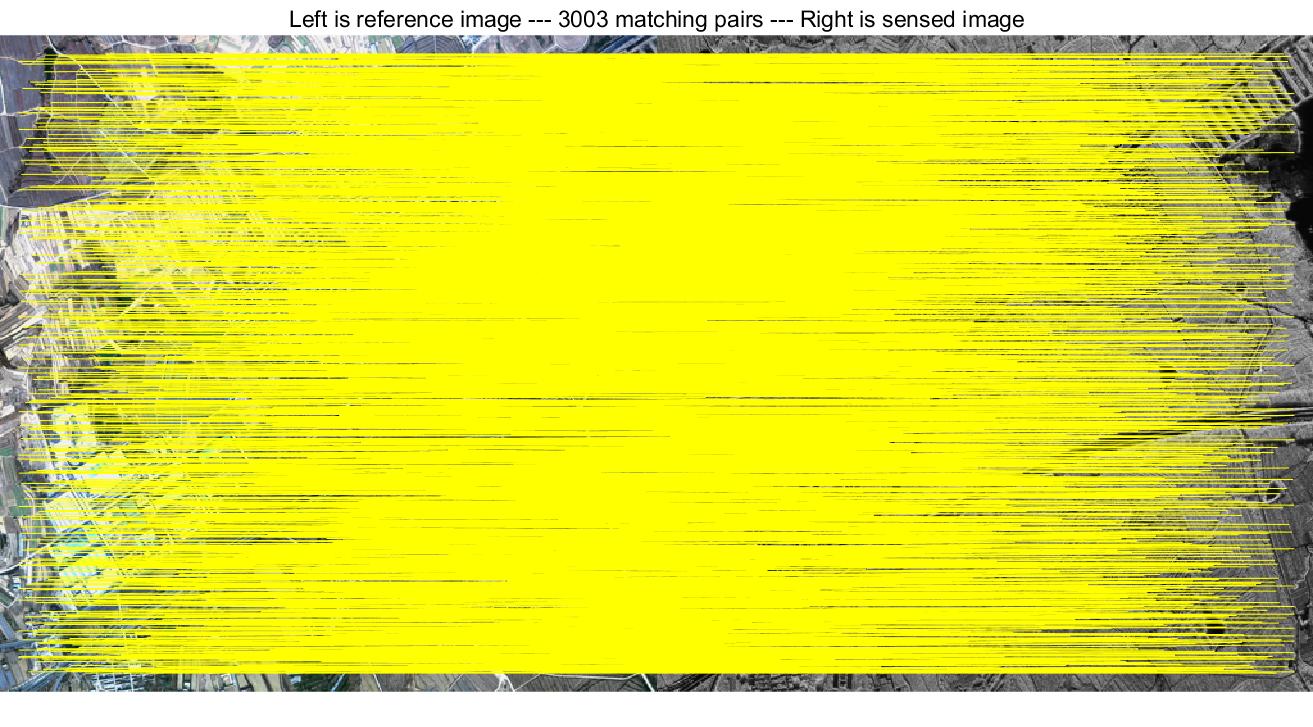 Left is reference image --- 3003 matching pairs --- Right is sensed image